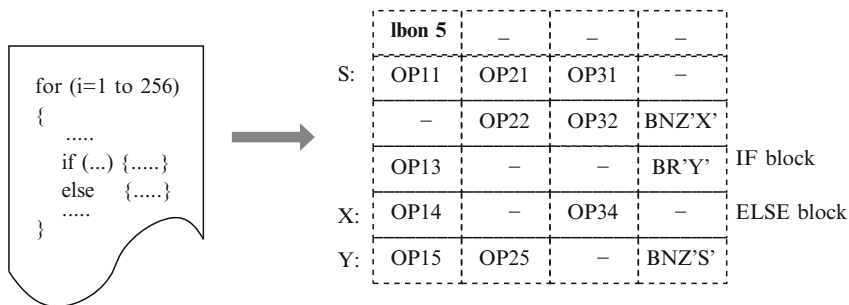 for (i=1 to 256)
{
.....
if (...) {.....}
else {.....}
.....
}
lbon 5 – – –
S: OP11 OP21 OP31 –
– OP22 OP32 BNZ'X'
OP13 – – BR'Y' IF block
X: OP14 – OP34 – ELSE block
Y: OP15 OP25 – BNZ'S'